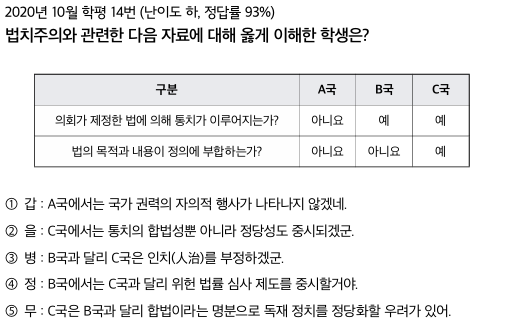 2020년 10월 학평 14번 (난이도 하, 정답률 93%)
법치주의와 관련한 다음 자료에 대해 옳게 이해한 학생은?
구분 A국 B국 C국
의회가 제정한 법에 의해 통치가 이루어지는가? 아니요 예 예
법의 목적과 내용이 정의에 부합하는가? 아니요 아니요 예
① 갑 : A국에서는 국가 권력의 자의적 행사가 나타나지 않겠네.
② 을 : C국에서는 통치의 합법성뿐 아니라 정당성도 중시되겠군.
③ 병 : B국과 달리 C국은 인치(人治)를 부정하겠군.
④ 정 : B국에서는 C국과 달리 위헌 법률 심사 제도를 중시할거야.
⑤ 무 : C국은 B국과 달리 합법이라는 명분으로 독재 정치를 정당화할 우려가 있어.